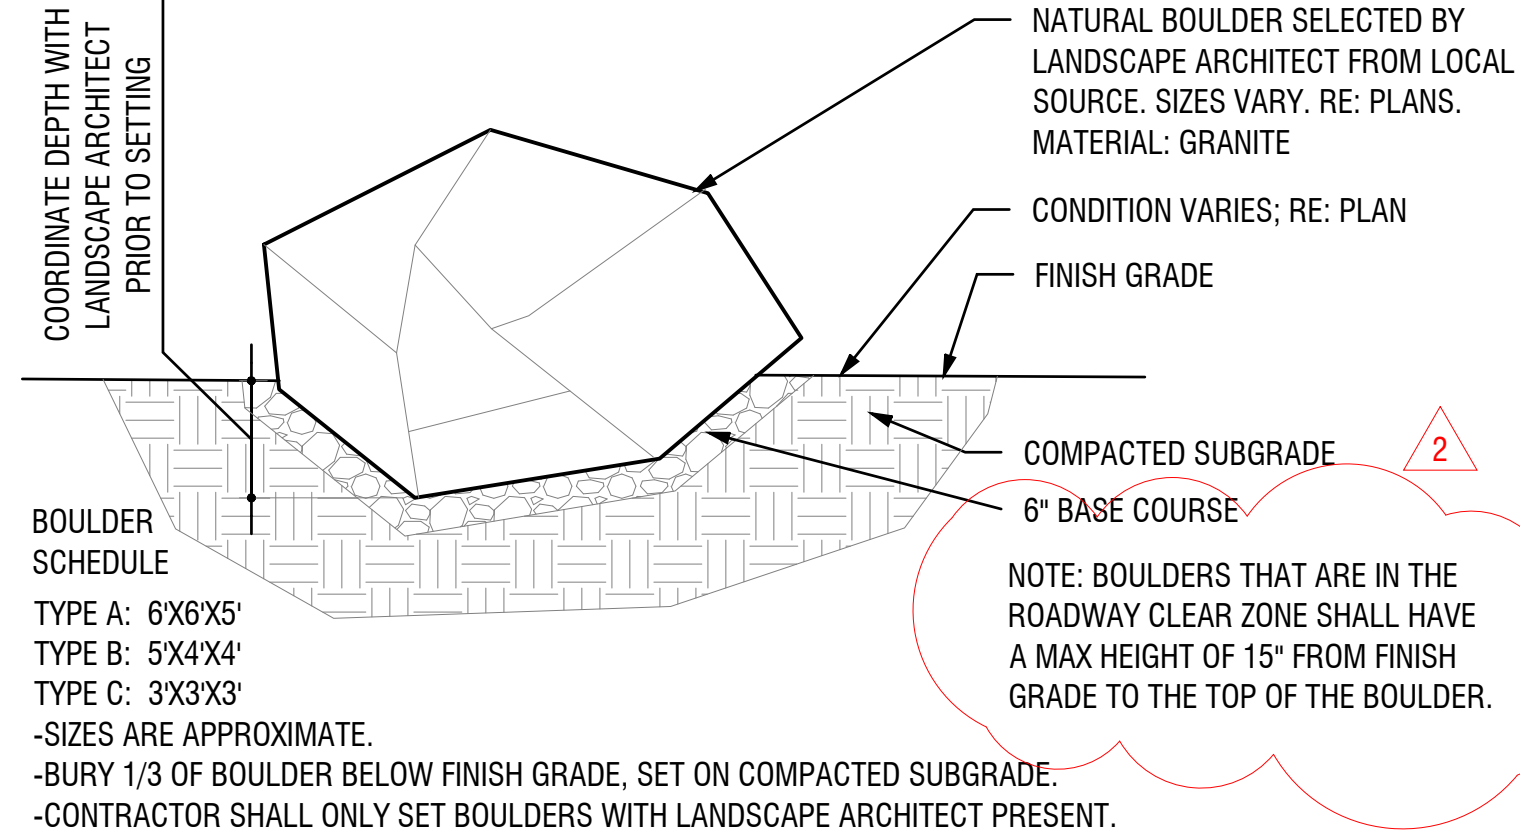 COORDINATE DEPTH WITH
LANDSCAPE ARCHITECT
PRIOR TO SETTING
NATURAL BOULDER SELECTED BY
LANDSCAPE ARCHITECT FROM LOCAL
SOURCE. SIZES VARY. RE: PLANS.
MATERIAL: GRANITE
CONDITION VARIES; RE: PLAN
FINISH GRADE
COMPACTED SUBGRADE
2
6" BASE COURSE
NOTE: BOULDERS THAT ARE IN THE
ROADWAY CLEAR ZONE SHALL HAVE
A MAX HEIGHT OF 15" FROM FINISH
GRADE TO THE TOP OF THE BOULDER.
BOULDER
SCHEDULE
TYPE A: 6'X6'X5'
TYPE B: 5'X4'X4'
TYPE C: 3'X3'X3'
-SIZES ARE APPROXIMATE.
-BURY 1/3 OF BOULDER BELOW FINISH GRADE, SET ON COMPACTED SUBGRADE.
-CONTRACTOR SHALL ONLY SET BOULDERS WITH LANDSCAPE ARCHITECT PRESENT.